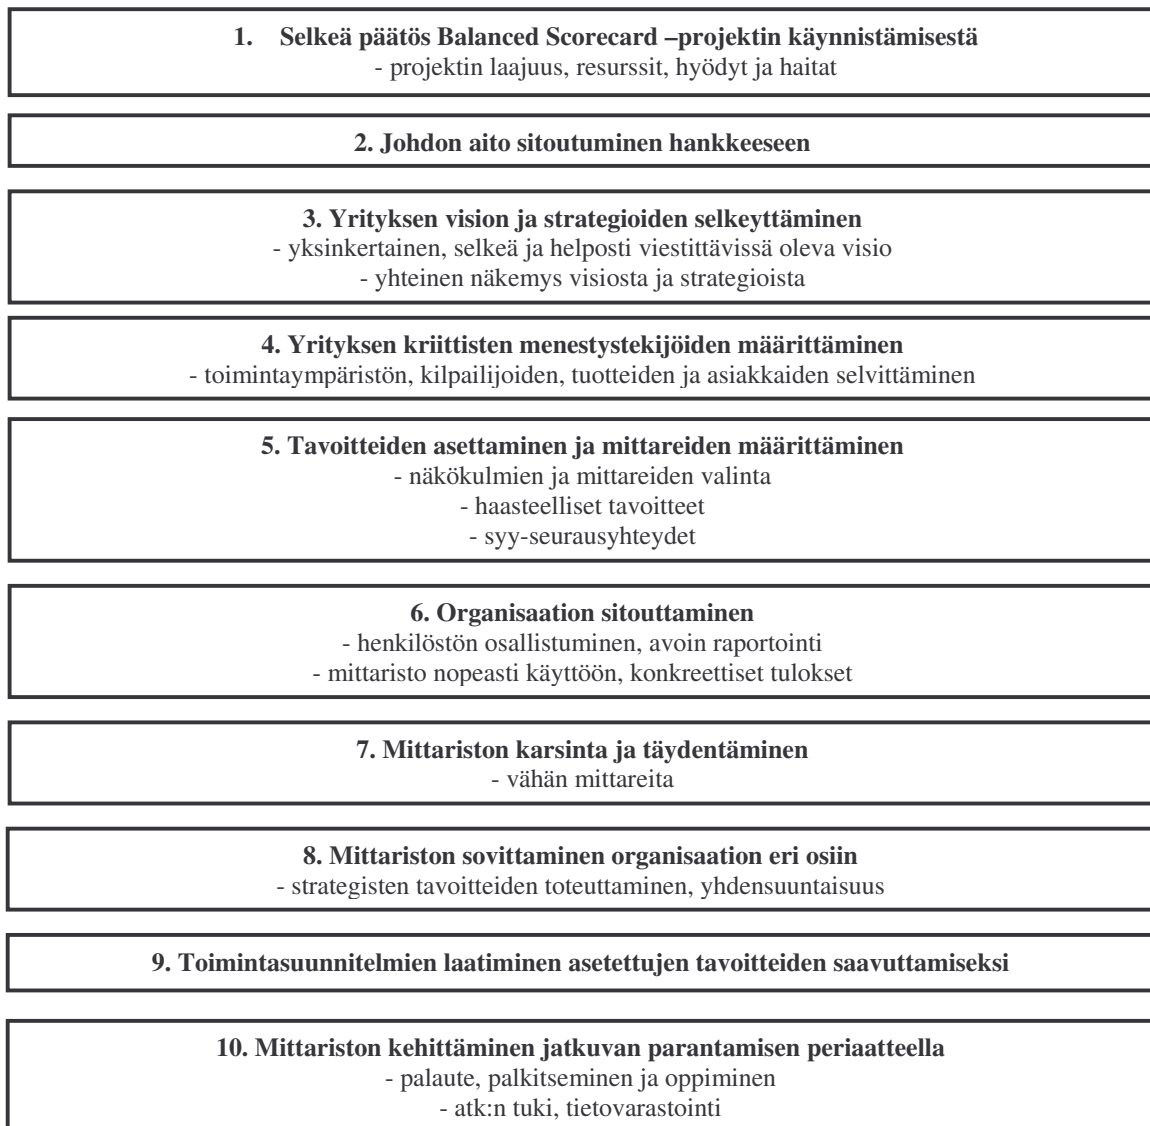 1. Selkeä päätös Balanced Scorecard –projektin käynnistämisestä
- projektin laajuus, resurssit, hyödyt ja haitat
2. Johdon aito sitoutuminen hankkeeseen
3. Yrityksen vision ja strategioiden selkeyttäminen
- yksinkertainen, selkeä ja helposti viestittävissä oleva visio
- yhteinen näkemys visiosta ja strategioista
4. Yrityksen kriittisten menestystekijöiden määrittäminen
- toimintaympäristön, kilpailijoiden, tuotteiden ja asiakkaiden selvittäminen
5. Tavoitteiden asettaminen ja mittareiden määrittäminen
- näkökulmien ja mittareiden valinta
- haasteelliset tavoitteet
- syy-seurausyhteydet
6. Organisaation sitouttaminen
- henkilöstön osallistuminen, avoin raportointi
- mittaristo nopeasti käyttöön, konkreettiset tulokset
7. Mittariston karsinta ja täydentäminen
- vähän mittareita
8. Mittariston sovittaminen organisaation eri osiin
- strategisten tavoitteiden toteuttaminen, yhdensuuntaisuus
9. Toimintasuunnitelmien laatiminen asetettujen tavoitteiden saavuttamiseksi
10. Mittariston kehittäminen jatkuvan parantamisen periaatteella
- palaute, palkitseminen ja oppiminen
- atk:n tuki, tietovarastointi